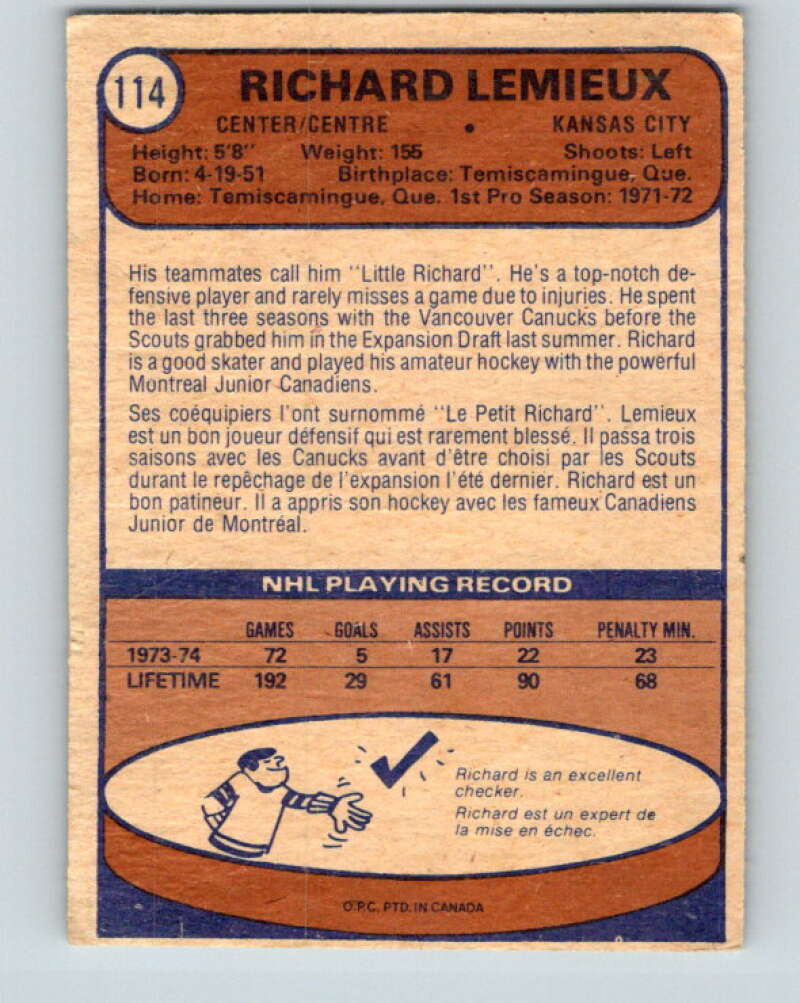 114
RICHARD LEMIEUX
CENTER/CENTRE • KANSAS CITY
Height: 5'8" Weight: 155 Shoots: Left
Born: 4-19-51 Birthplace: Temiscamingue, Que.
Home: Temiscamingue, Que. 1st Pro Season: 1971-72
His teammates call him "Little Richard". He's a top-notch de-
fensive player and rarely misses a game due to injuries. He spent
the last three seasons with the Vancouver Canucks before the
Scouts grabbed him in the Expansion Draft last summer. Richard
is a good skater and played his amateur hockey with the powerful
Montreal Junior Canadiens.
Ses coéquipiers l'ont surnommé "Le Petit Richard". Lemieux
est un bon joueur défensif qui est rarement blessé. Il passa trois
saisons avec les Canucks avant d'être choisi par les Scouts
durant le repêchage de l'expansion l'été dernier. Richard est un
bon patineur. Il a appris son hockey avec les fameux Canadiens
Junior de Montréal.
NHL PLAYING RECORD
GAMES GOALS ASSISTS POINTS PENALTY MIN.
1973-74 72 5 17 22 23
LIFETIME 192 29 61 90 68
Richard is an excellent
checker.
Richard est un expert de
la mise en échec.
O.P.C. PTD. IN CANADA